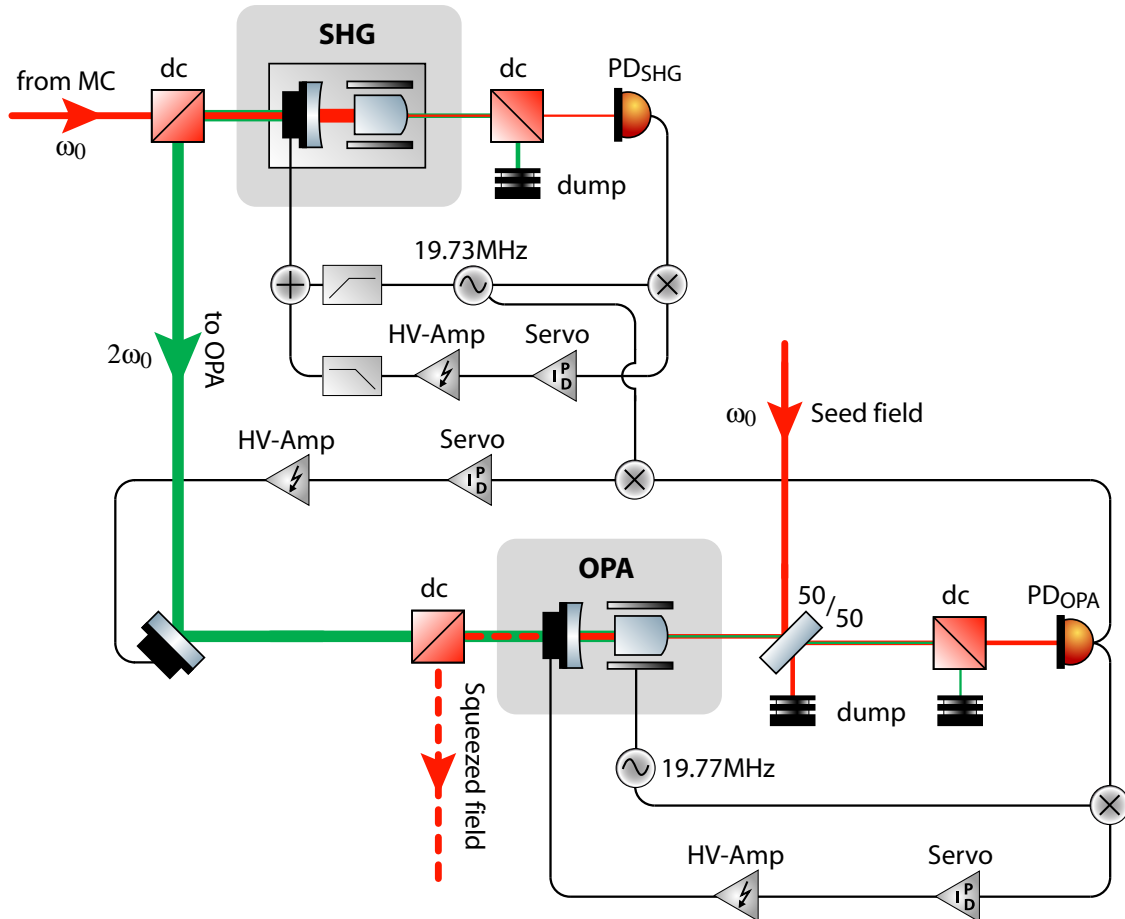 SHG
from MC
dc
dc
PDSHG
ω0
dump
19.73MHz
to OPA
2ω0
HV-Amp
Servo
I P D
ω0
Seed field
HV-Amp
Servo
I P D
OPA
dc
50/50
dc
PDOPA
Squeezed field
dump
19.77MHz
HV-Amp
Servo
I P D